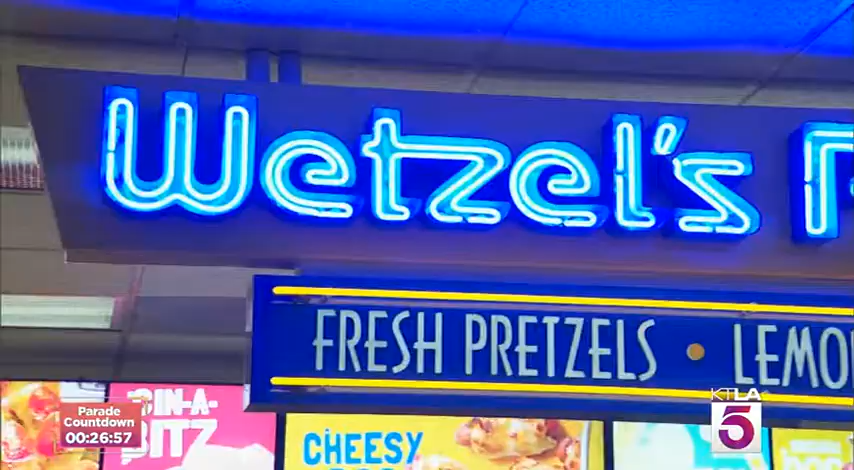 Wetzel's
FRESH PRETZELS • 
CHEESY
Parade
Countdown
00:26:57
KTLA
5